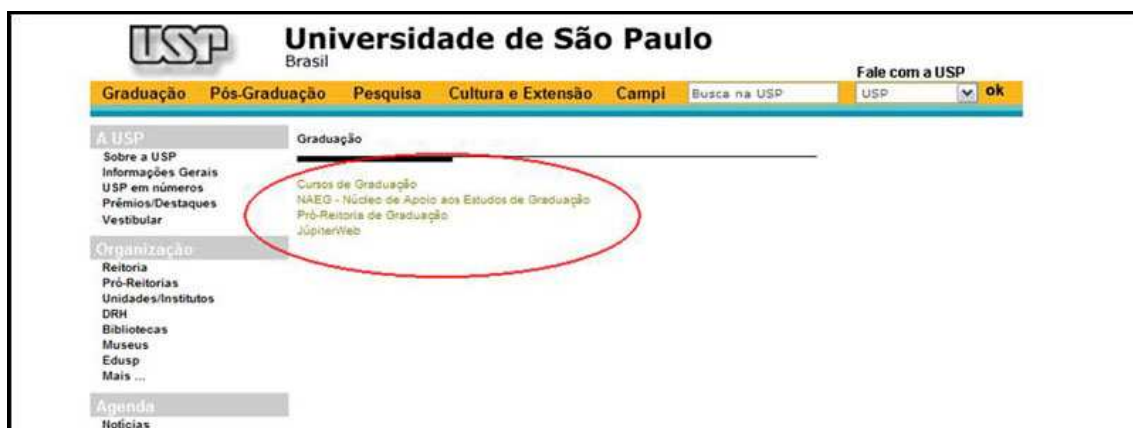 USP
Universidade de São Paulo
Brasil
Fale com a USP
Graduação Pós-Graduação Pesquisa Cultura e Extensão Campi Busca na USP USP ok
A USP
Sobre a USP
Informações Gerais
USP em números
Prêmios/Destaques
Vestibular
Organização
Reitoria
Pró-Reitorias
Unidades/Institutos
DRH
Bibliotecas
Museus
Edusp
Mais ...
Agenda
Notícias
Graduação
Cursos de Graduação
NAEG - Núcleo de Apoio aos Estudos de Graduação
Pró-Reitoria de Graduação
JúpiterWeb